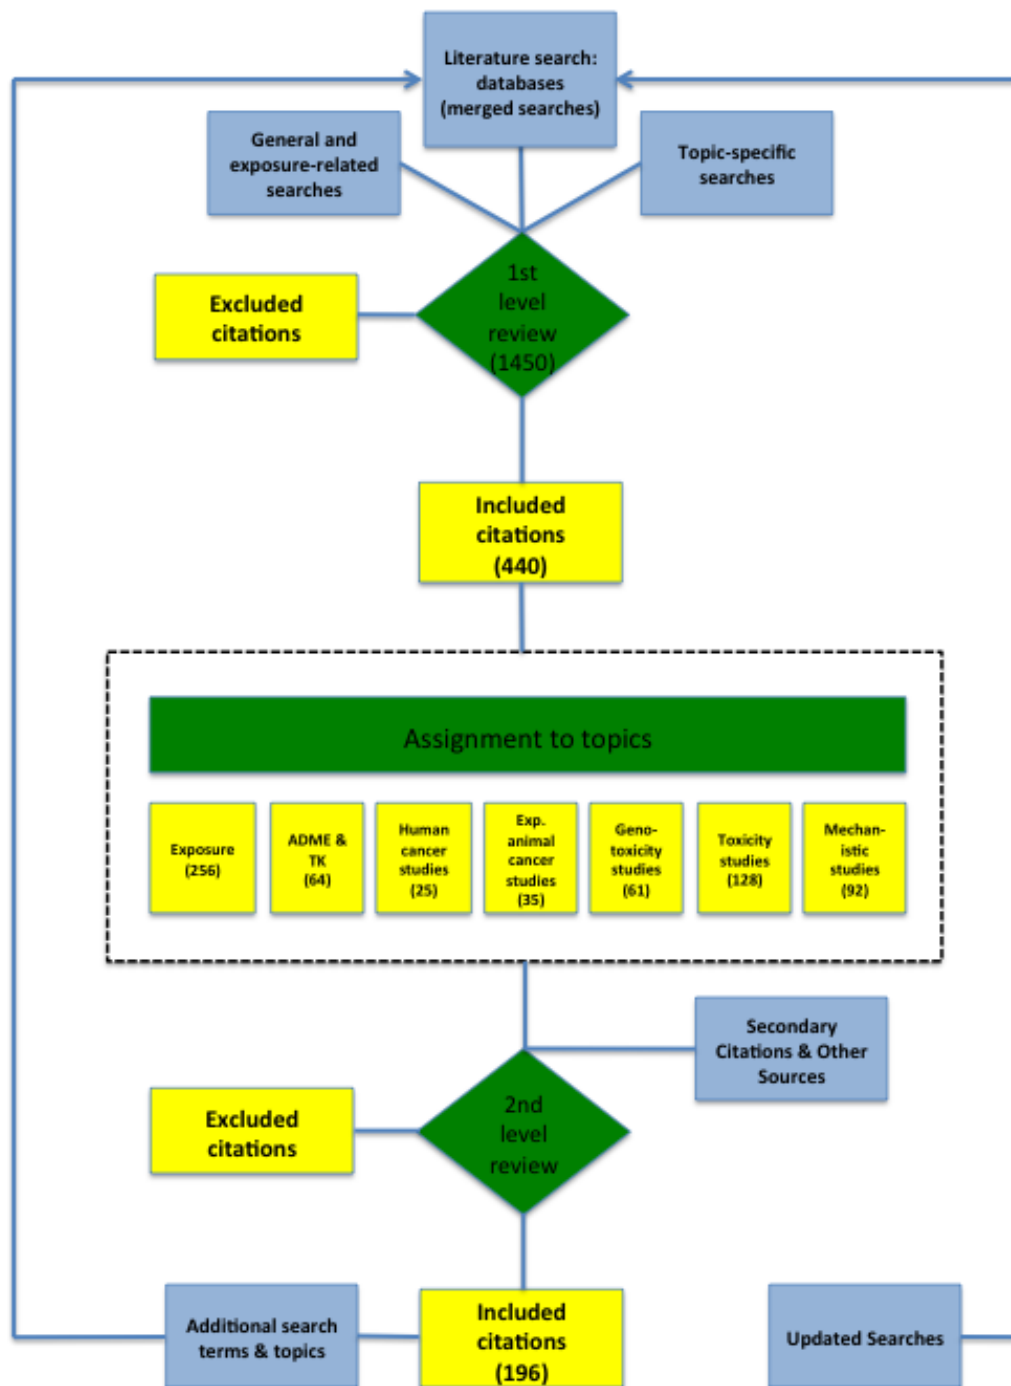 Literature search:
databases
(merged searches)
General and
exposure-related
searches
Topic-specific
searches
1st
level
review
(1450)
Excluded
citations
Included
citations
(440)
Assignment to topics
Exposure
(256)
ADME &
TK
(64)
Human
cancer
studies
(25)
Exp.
animal
cancer
studies
(35)
Geno-
toxicity
studies
(61)
Toxicity
studies
(128)
Mechan-
istic
studies
(92)
Secondary
Citations & Other
Sources
2nd
level
review
Excluded
citations
Additional search
terms & topics
Included
citations
(196)
Updated Searches